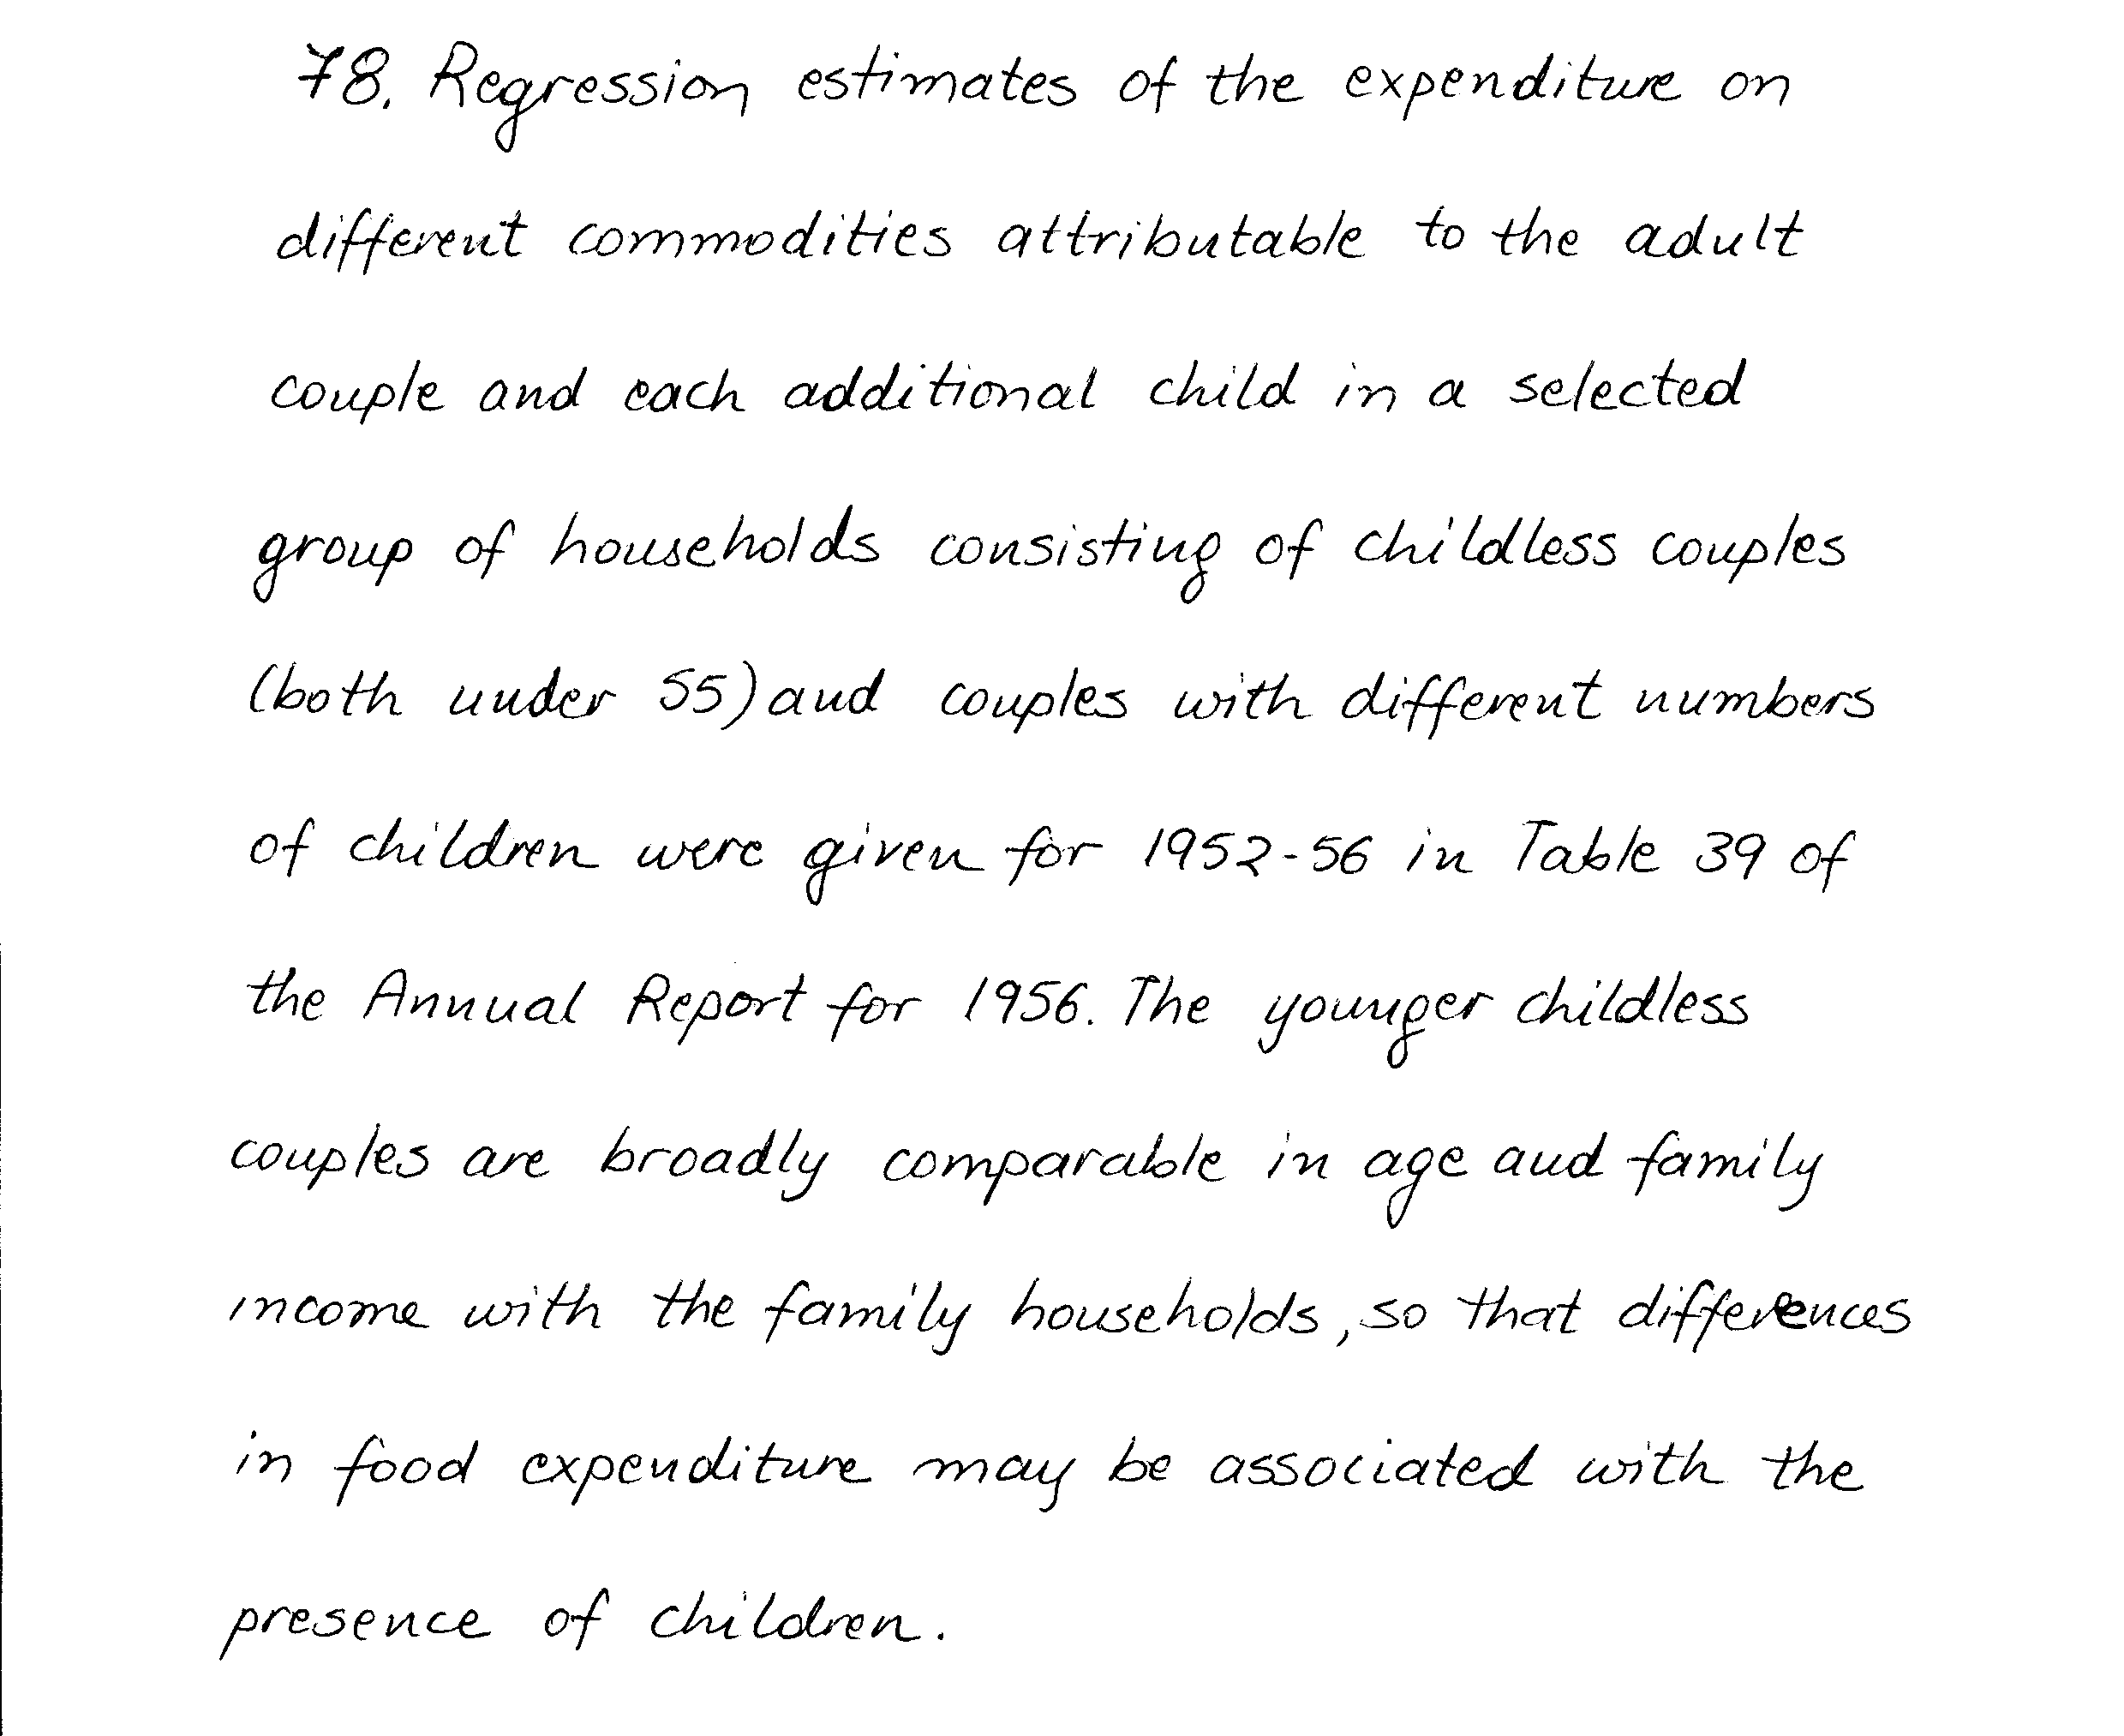 78. Regression estimates of the expenditure on
different commodities attributable to the adult
couple and each additional child in a selected
group of households consisting of childless couples
(both under 55) and couples with different numbers
of children were given for 1952-56 in Table 39 of
the Annual Report for 1956. The younger childless
couples are broadly comparable in age and family
income with the family households, so that differences
in food expenditure may be associated with the
presence of children.